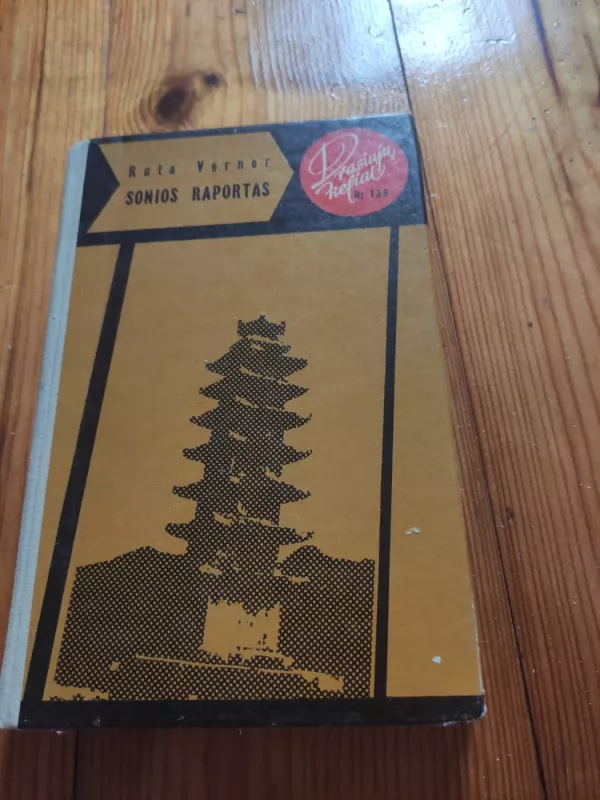 Ruta Verner
SONIOS RAPORTAS
Drąsiųjų
keliai
Nr. 120